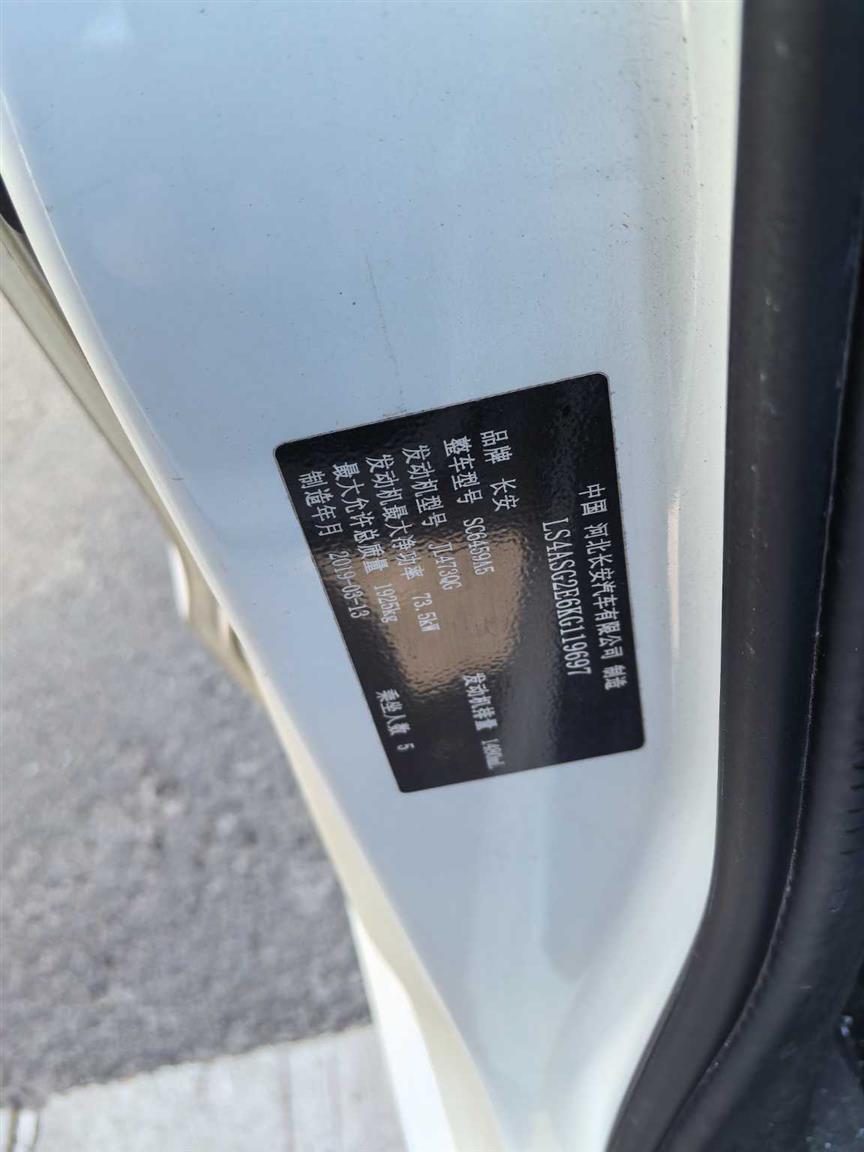 中国 河北长安汽车有限公司 制造
LS4ASG2E6KG119697
品牌 长安
整车型号 SC6459A5
发动机型号 JL473QG 发动机排量 1480mL
发动机最大净功率 73.5kW
最大允许总质量 1925kg 乘坐人数 5
制造年月 2019-03-13